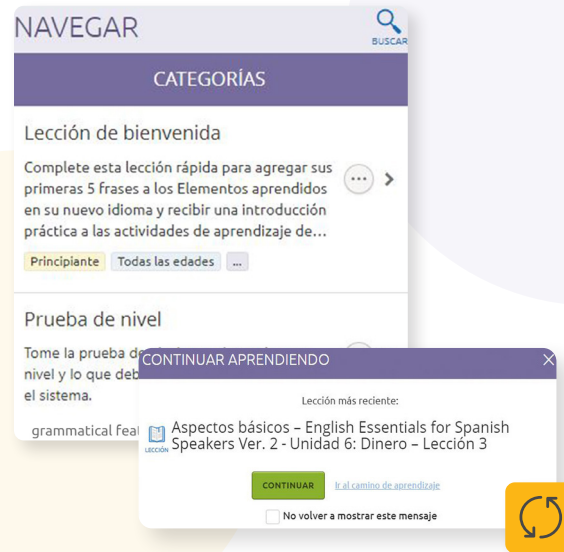 NAVEGAR
BUSCAR
CATEGORÍAS
Lección de bienvenida
Complete esta lección rápida para agregar sus
primeras 5 frases a los Elementos aprendidos
en su nuevo idioma y recibir una introducción
práctica a las actividades de aprendizaje de...
Principiante Todas las edades ...
Prueba de nivel
Tome la prueba
nivel y lo que
el sistema.
grammatical
CONTINUAR APRENDIENDO
Lección más reciente:
Aspectos básicos – English Essentials for Spanish
Speakers Ver. 2 - Unidad 6: Dinero – Lección 3
LECCIÓN
CONTINUAR Ir al camino de aprendizaje
No volver a mostrar este mensaje